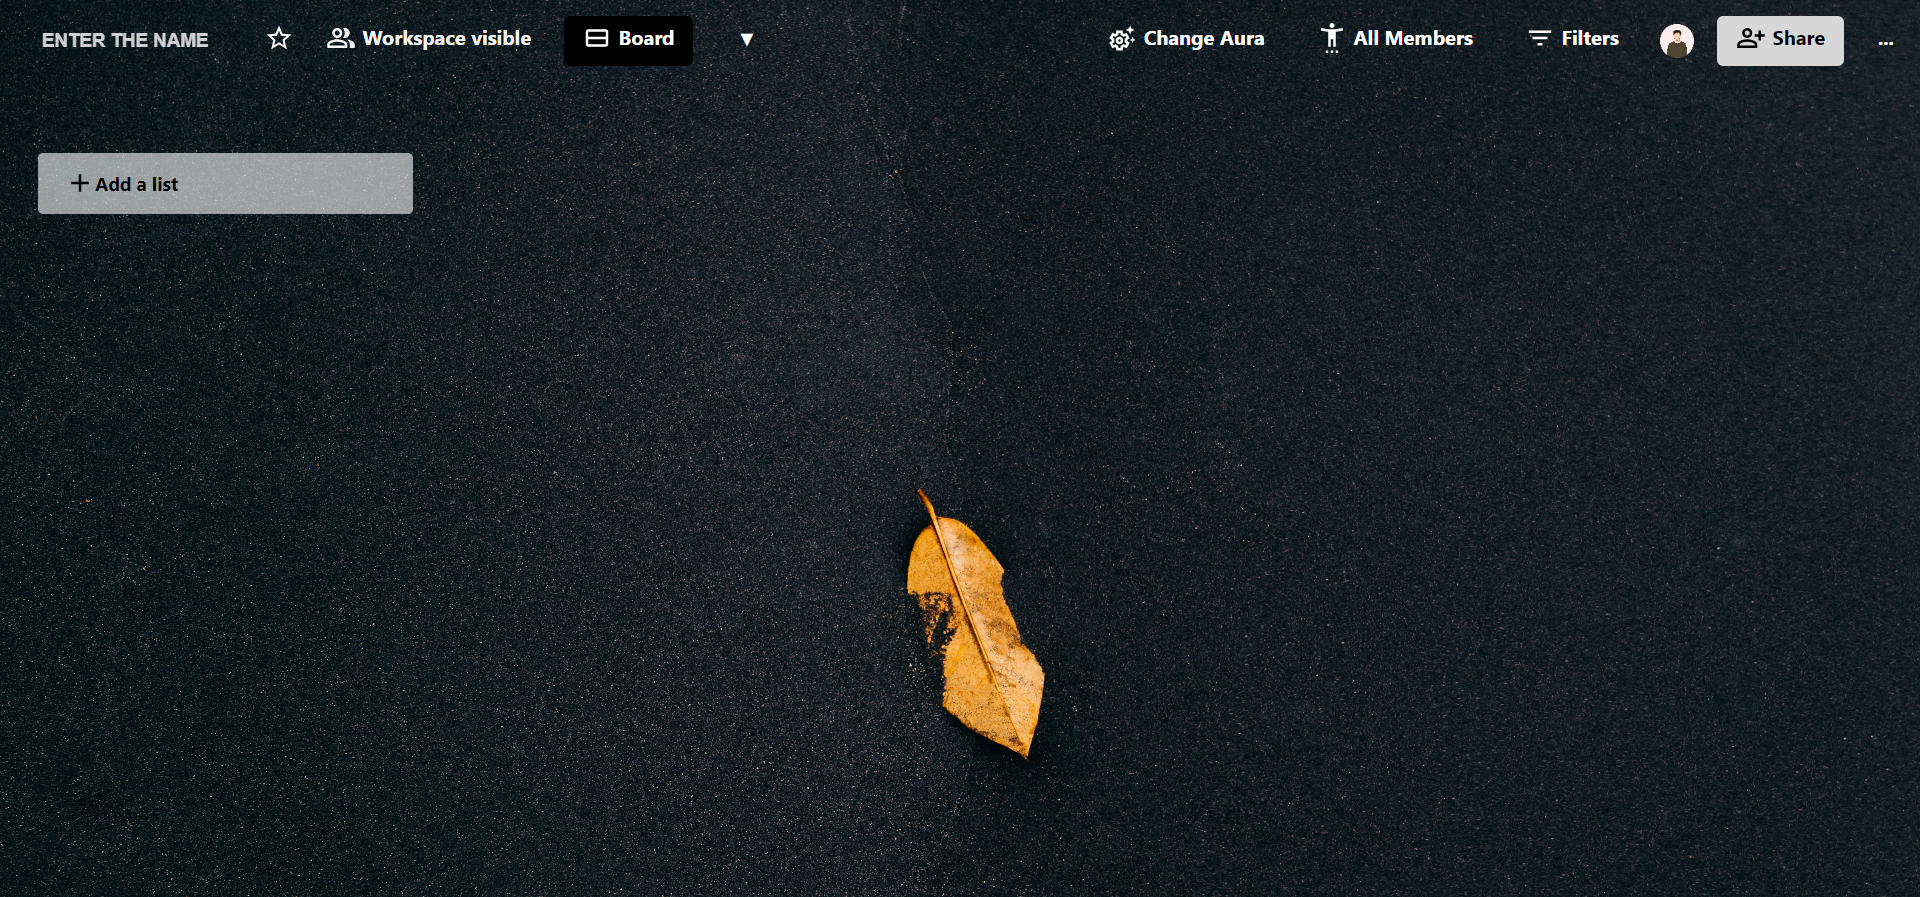 ENTER THE NAME
Workspace visible
Board
Change Aura
All Members
Filters
Share
...
+ Add a list